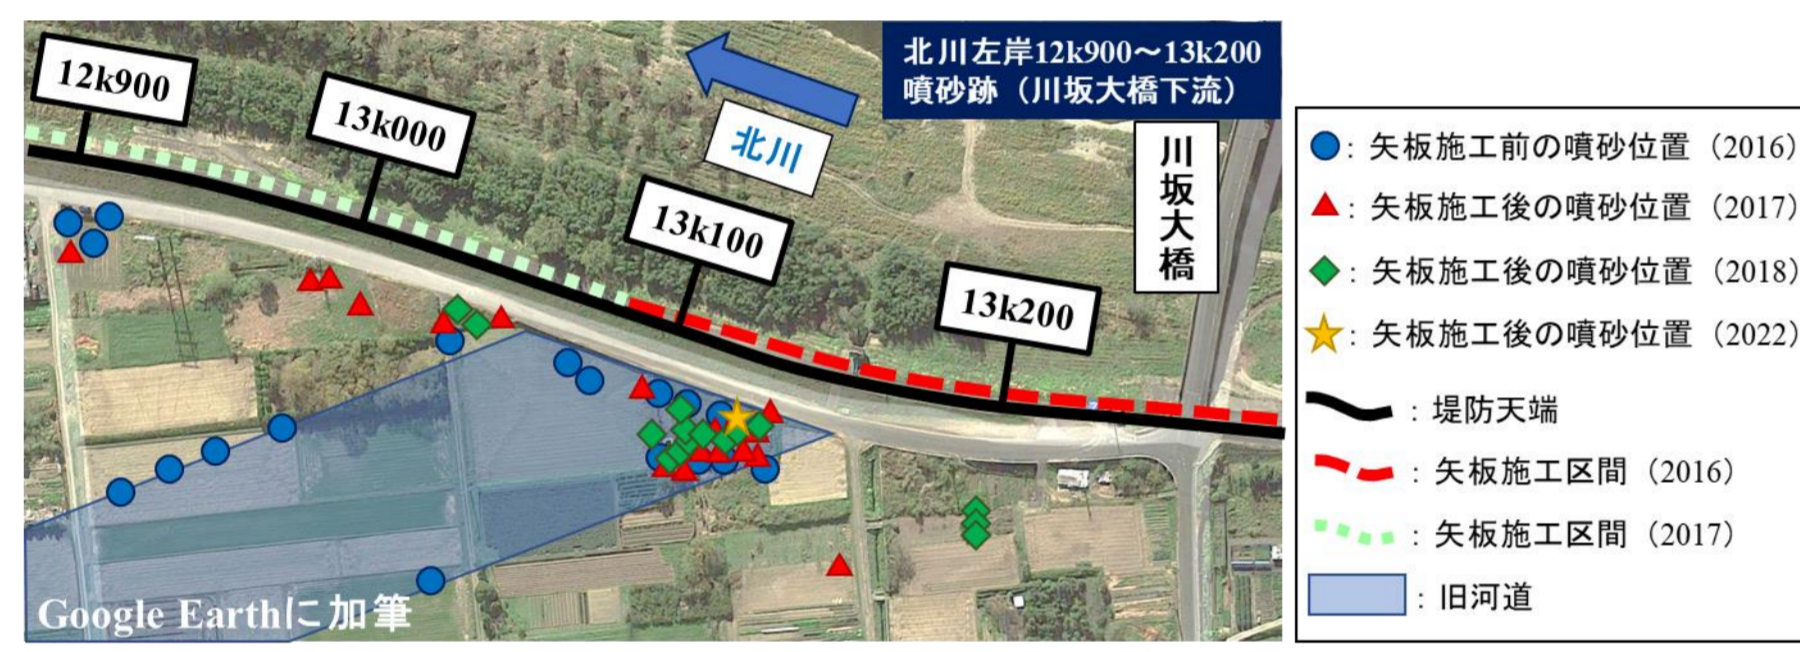 北川左岸12k900～13k200
噴砂跡（川坂大橋下流）
12k900
13k000
13k100
13k200
北川
川坂大橋
Google Earthに加筆
：矢板施工前の噴砂位置（2016）
：矢板施工後の噴砂位置（2017）
：矢板施工後の噴砂位置（2018）
：矢板施工後の噴砂位置（2022）
：堤防天端
：矢板施工区間（2016）
：矢板施工区間（2017）
：旧河道